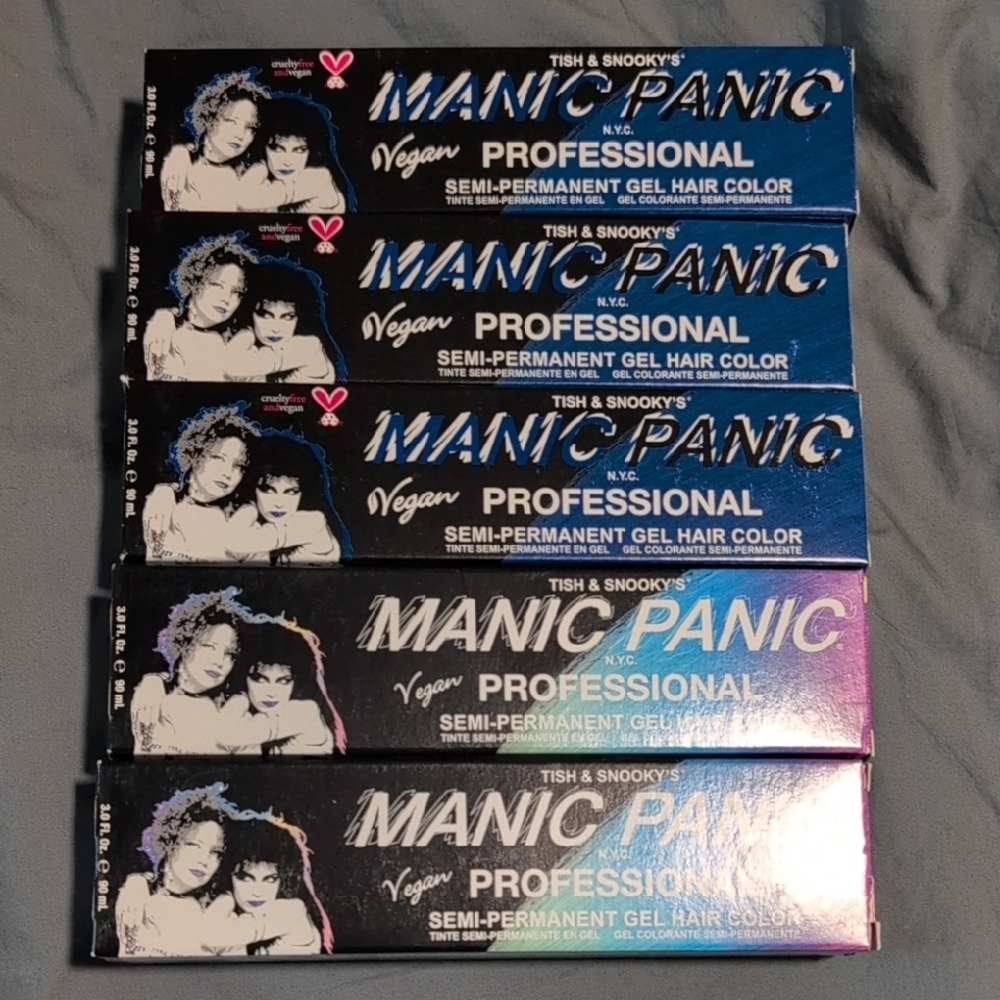 crueltyfree
andvegan
3.0 Fl. Oz. e 90 mL
TISH & SNOOKY'S®
MANIC PANIC
N.Y.C.
Vegan PROFESSIONAL
SEMI-PERMANENT GEL HAIR COLOR
TINTE SEMI-PERMANENTE EN GEL GEL COLORANTE SEMI-PERMANENTE
crueltyfree
andvegan
3.0 Fl. Oz. e 90 mL
TISH & SNOOKY'S®
MANIC PANIC
N.Y.C.
Vegan PROFESSIONAL
SEMI-PERMANENT GEL HAIR COLOR
TINTE SEMI-PERMANENTE EN GEL GEL COLORANTE SEMI-PERMANENTE
crueltyfree
andvegan
3.0 Fl. Oz. e 90 mL
TISH & SNOOKY'S®
MANIC PANIC
N.Y.C.
Vegan PROFESSIONAL
SEMI-PERMANENT GEL HAIR COLOR
TINTE SEMI-PERMANENTE EN GEL GEL COLORANTE SEMI-PERMANENTE
3.0 Fl. Oz. e 90 mL
TISH & SNOOKY'S®
MANIC PANIC®
N.Y.C.
Vegan PROFESSIONAL
SEMI-PERMANENT GEL HAIR COLOR
TINTE SEMI-PERMANENTE EN GEL
3.0 Fl. Oz. e 90 mL
TISH & SNOOKY'S®
MANIC PANIC
N.Y.C.
Vegan PROFESSIONAL
SEMI-PERMANENT GEL HAIR COLOR
TINTE SEMI-PERMANENTE EN GEL GEL COLORANTE SEMI-PERMANENTE